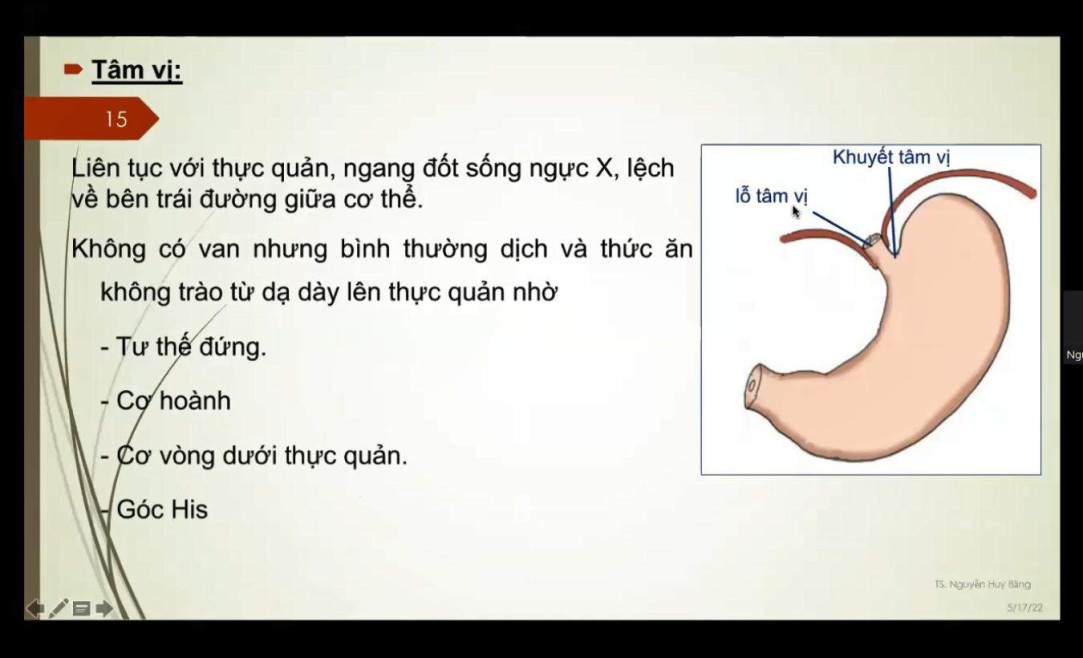 Tâm vị:
15
Liên tục với thực quản, ngang đốt sống ngực X, lệch
về bên trái đường giữa cơ thể.
Không có van nhưng bình thường dịch và thức ăn
không trào từ dạ dày lên thực quản nhờ
- Tư thế đứng.
- Cơ hoành
- Cơ vòng dưới thực quản.
- Góc His
Khuyết tâm vị
lỗ tâm vị
TS. Nguyễn Huy Bằng
5/17/22